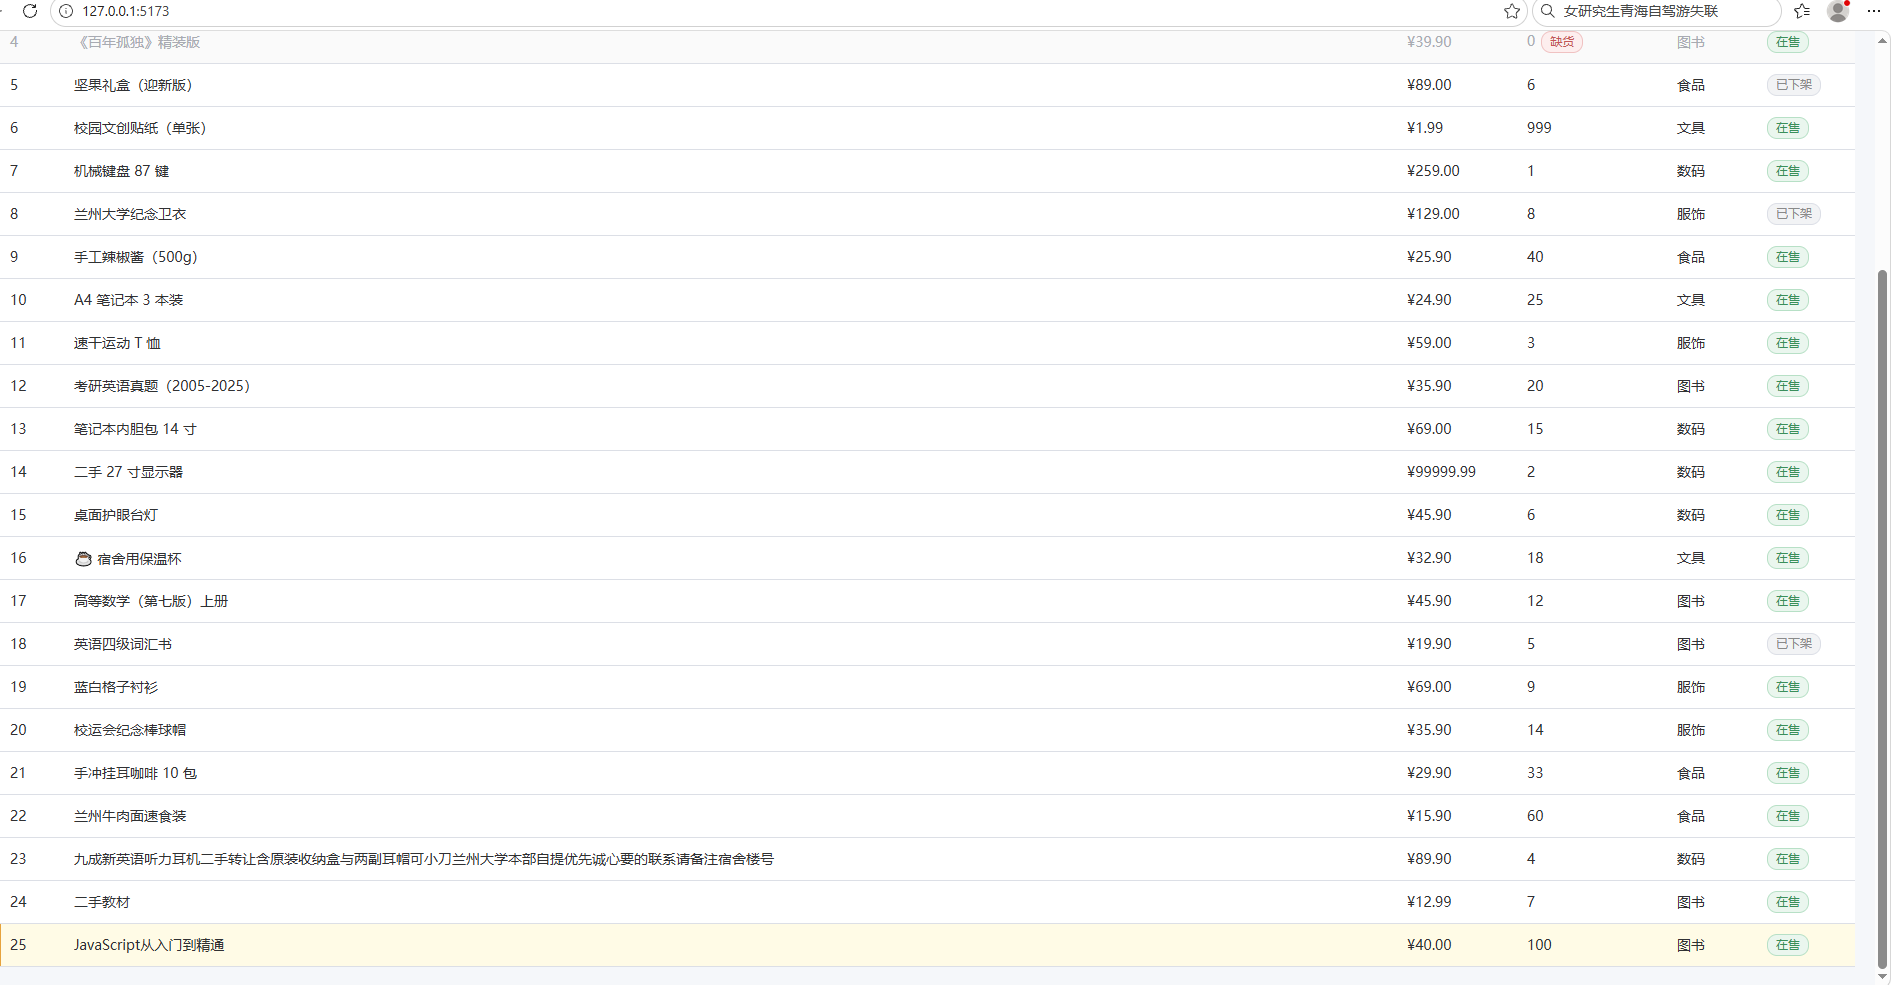 127.0.0.1:5173 女研究生青海自驾游失联
4 《百年孤独》精装版 ¥39.90 0 缺货 图书 在售
5 坚果礼盒（迎新版） ¥89.00 6 食品 已下架
6 校园文创贴纸（单张） ¥1.99 999 文具 在售
7 机械键盘 87 键 ¥259.00 1 数码 在售
8 兰州大学纪念卫衣 ¥129.00 8 服饰 已下架
9 手工辣椒酱（500g） ¥25.90 40 食品 在售
10 A4 笔记本 3 本装 ¥24.90 25 文具 在售
11 速干运动 T 恤 ¥59.00 3 服饰 在售
12 考研英语真题（2005-2025） ¥35.90 20 图书 在售
13 笔记本内胆包 14 寸 ¥69.00 15 数码 在售
14 二手 27 寸显示器 ¥99999.99 2 数码 在售
15 桌面护眼台灯 ¥45.90 6 数码 在售
16 宿舍用保温杯 ¥32.90 18 文具 在售
17 高等数学（第七版）上册 ¥45.90 12 图书 在售
18 英语四级词汇书 ¥19.90 5 图书 已下架
19 蓝白格子衬衫 ¥69.00 9 服饰 在售
20 校运会纪念棒球帽 ¥35.90 14 服饰 在售
21 手冲挂耳咖啡 10 包 ¥29.90 33 食品 在售
22 兰州牛肉面速食装 ¥15.90 60 食品 在售
23 九成新英语听力耳机二手转让含原装收纳盒与两副耳帽可小刀兰州大学本部自提优先诚心要的联系请备注宿舍楼号 ¥89.90 4 数码 在售
24 二手教材 ¥12.99 7 图书 在售
25 JavaScript从入门到精通 ¥40.00 100 图书 在售